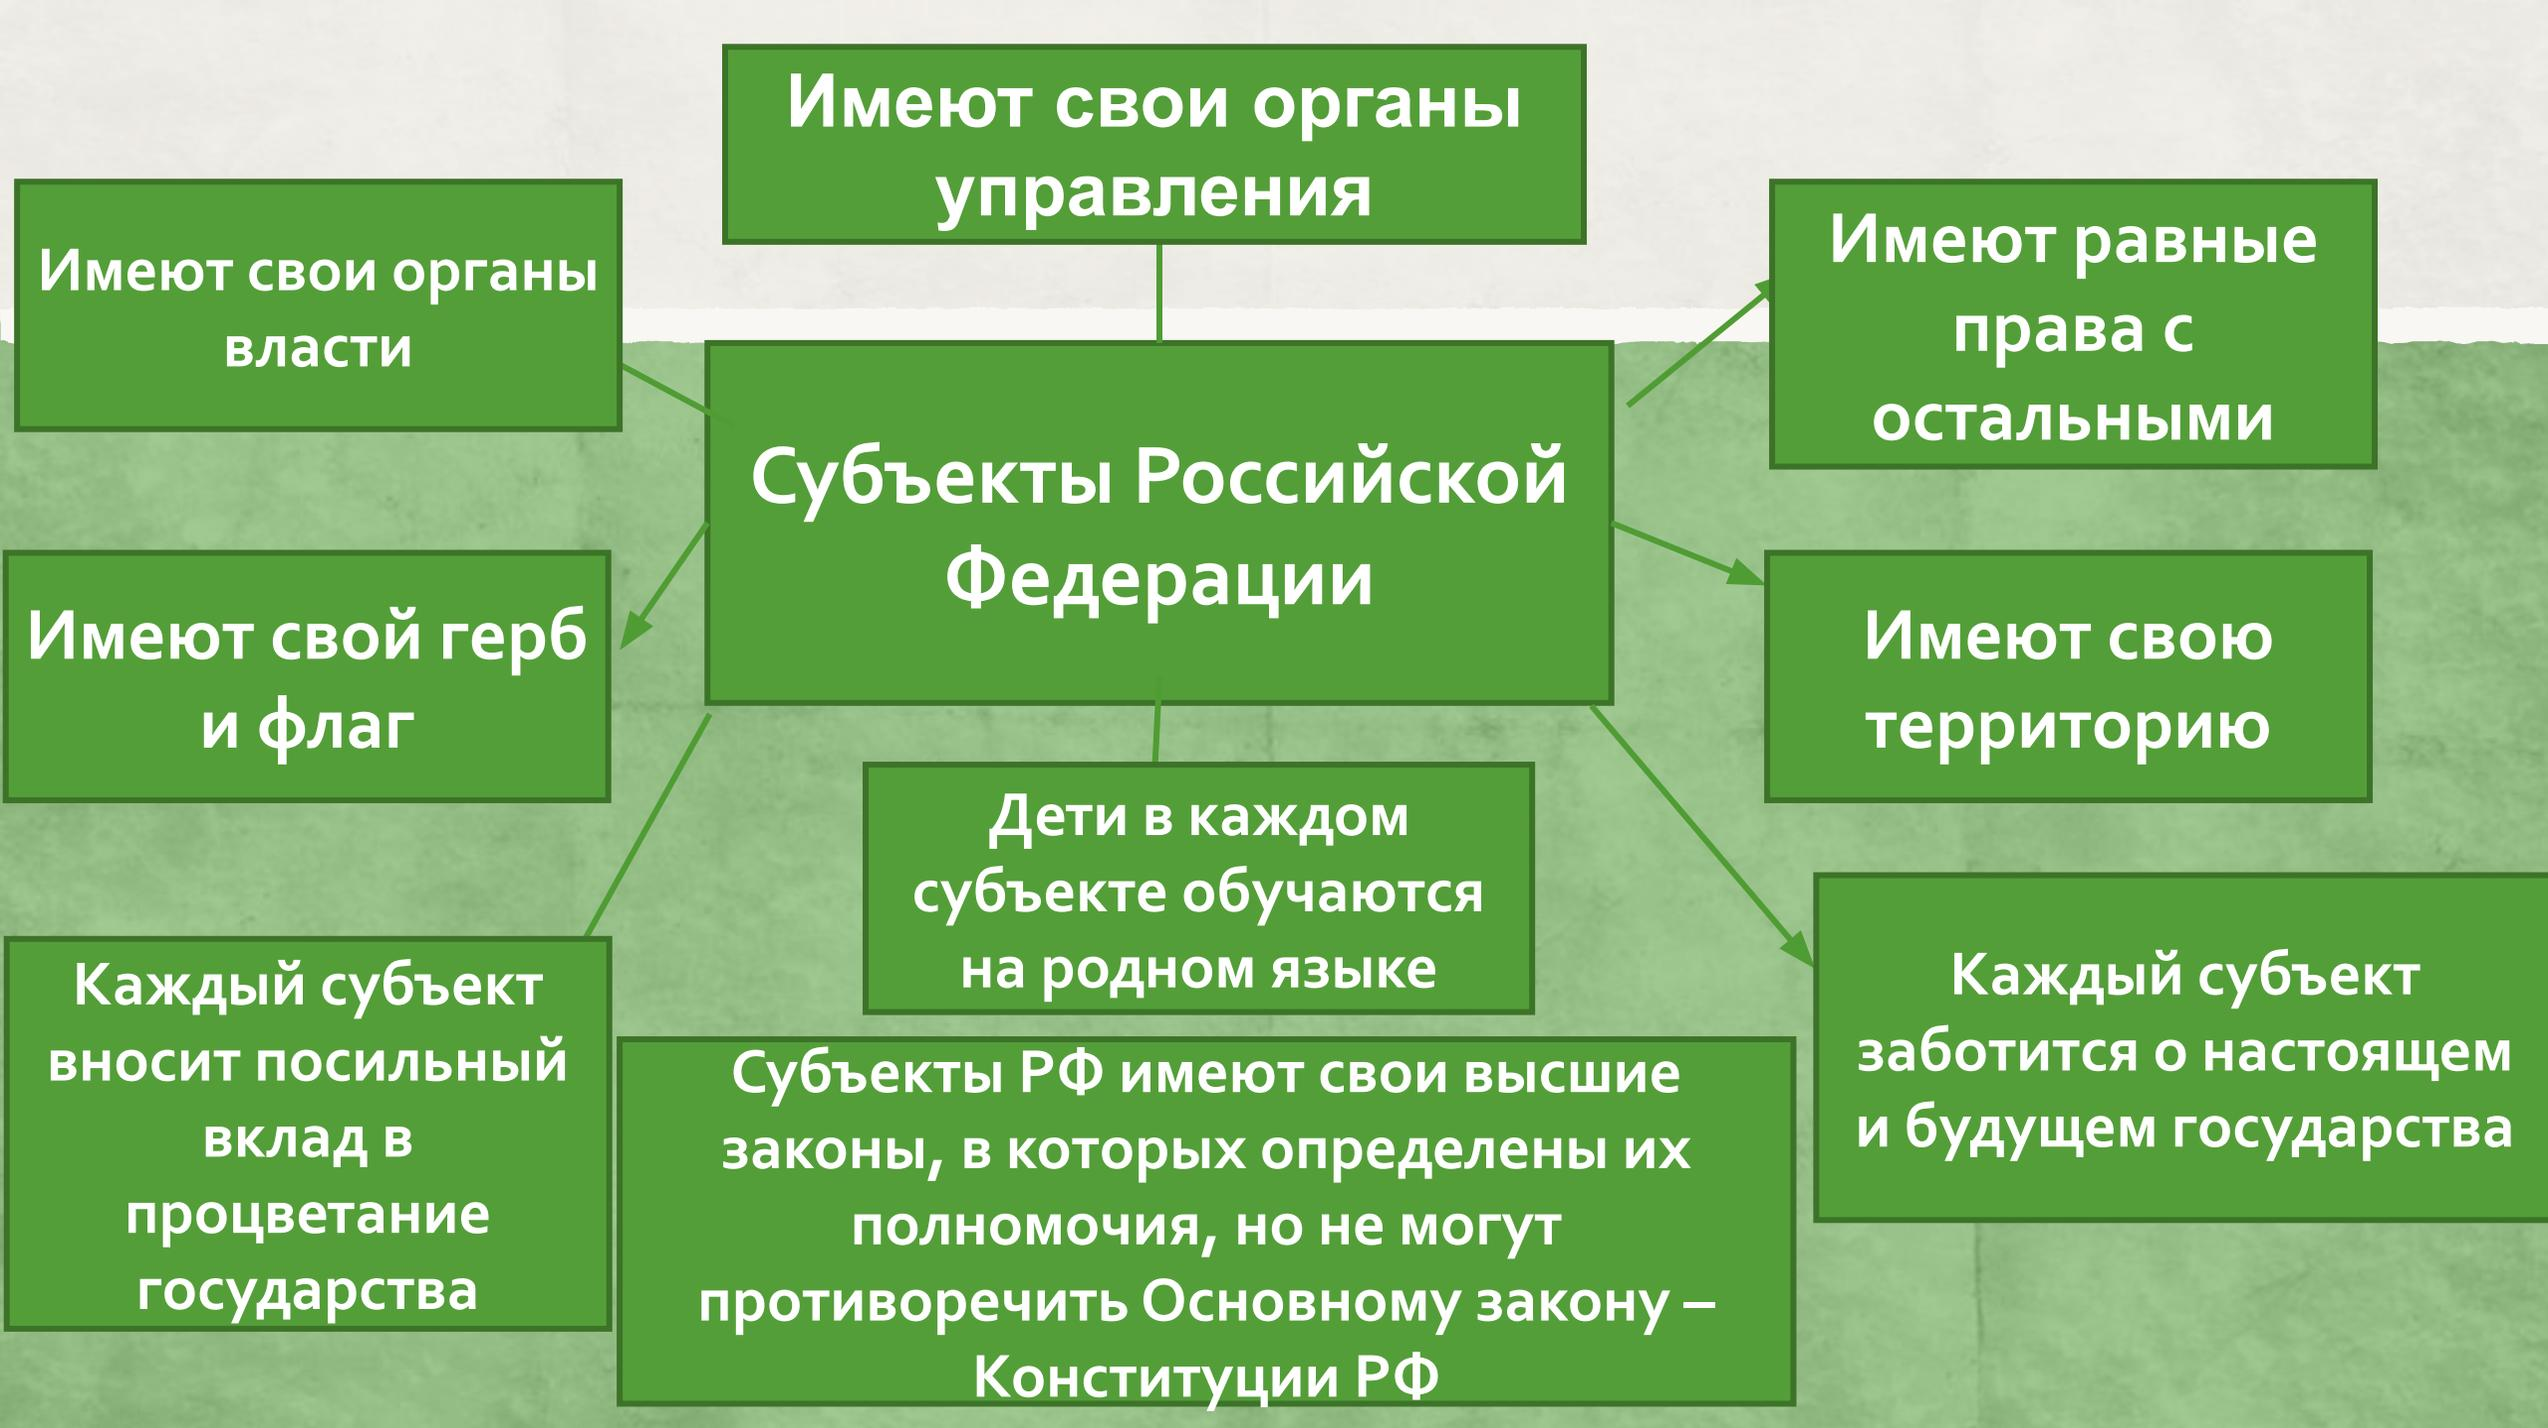 Имеют свои органы
управления
Имеют свои органы
власти
Имеют равные
права с
остальными
Субъекты Российской
Федерации
Имеют свой герб
и флаг
Имеют свою
территорию
Дети в каждом
субъекте обучаются
на родном языке
Каждый субъект
вносит посильный
вклад в
процветание
государства
Каждый субъект
заботится о настоящем
и будущем государства
Субъекты РФ имеют свои высшие
законы, в которых определены их
полномочия, но не могут
противоречить Основному закону –
Конституции РФ